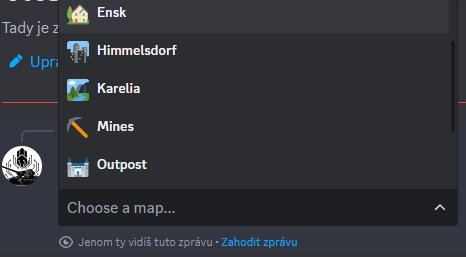 Ensk
Tady je z
Himmelsdorf
Upra
Karelia
Mines
Outpost
Choose a map...
Jenom ty vidíš tuto zprávu • Zahodit zprávu